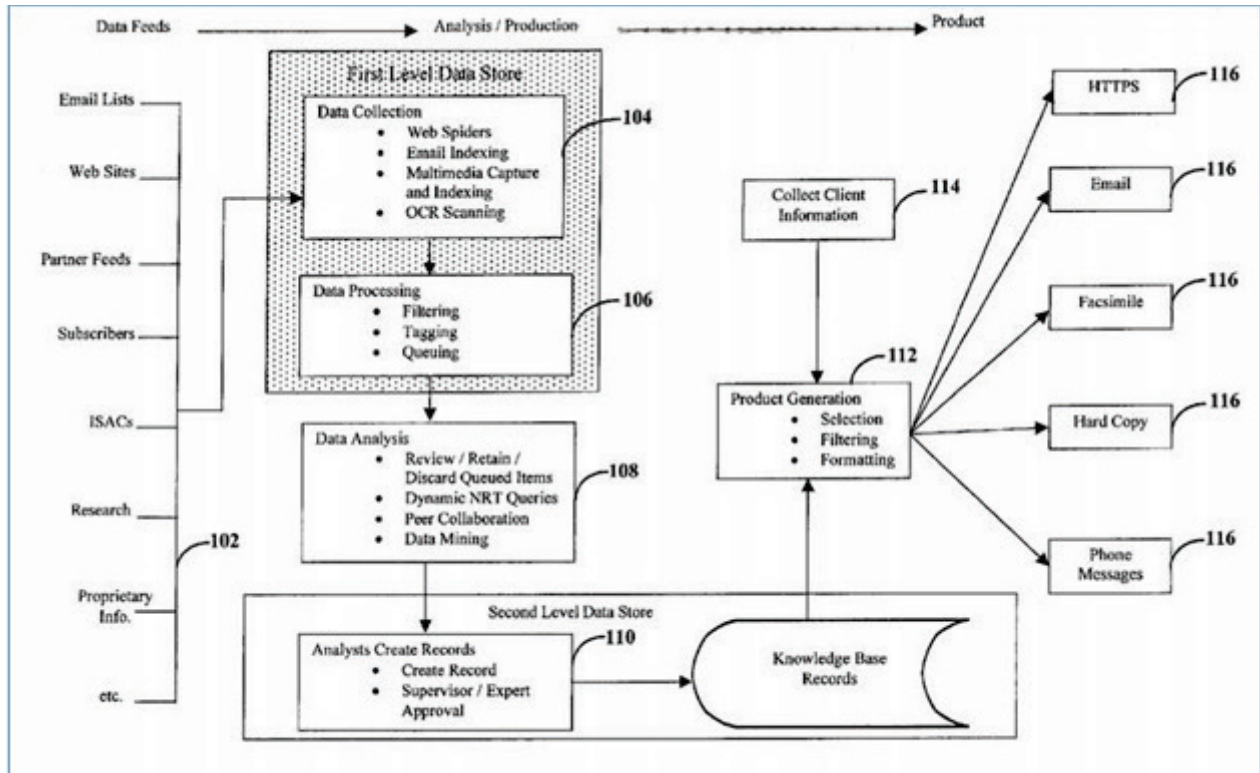 Data Feeds
Analysis / Production
Product
First Level Data Store
Data Collection
• Web Spiders
• Email Indexing
• Multimedia Capture
and Indexing
• OCR Scanning
104
Data Processing
• Filtering
• Tagging
• Queuing
106
Email Lists
Web Sites
Partner Feeds
Subscribers
ISACs
Research
Proprietary
Info.
etc.
102
Data Analysis
• Review / Retain /
Discard Queued Items
• Dynamic NRT Queries
• Peer Collaboration
• Data Mining
108
Second Level Data Store
Analysts Create Records
• Create Record
• Supervisor / Expert
Approval
110
Knowledge Base
Records
Collect Client
Information
114
Product Generation
• Selection
• Filtering
• Formatting
112
HTTPS
116
Email
116
Facsimile
116
Hard Copy
116
Phone
Messages
116